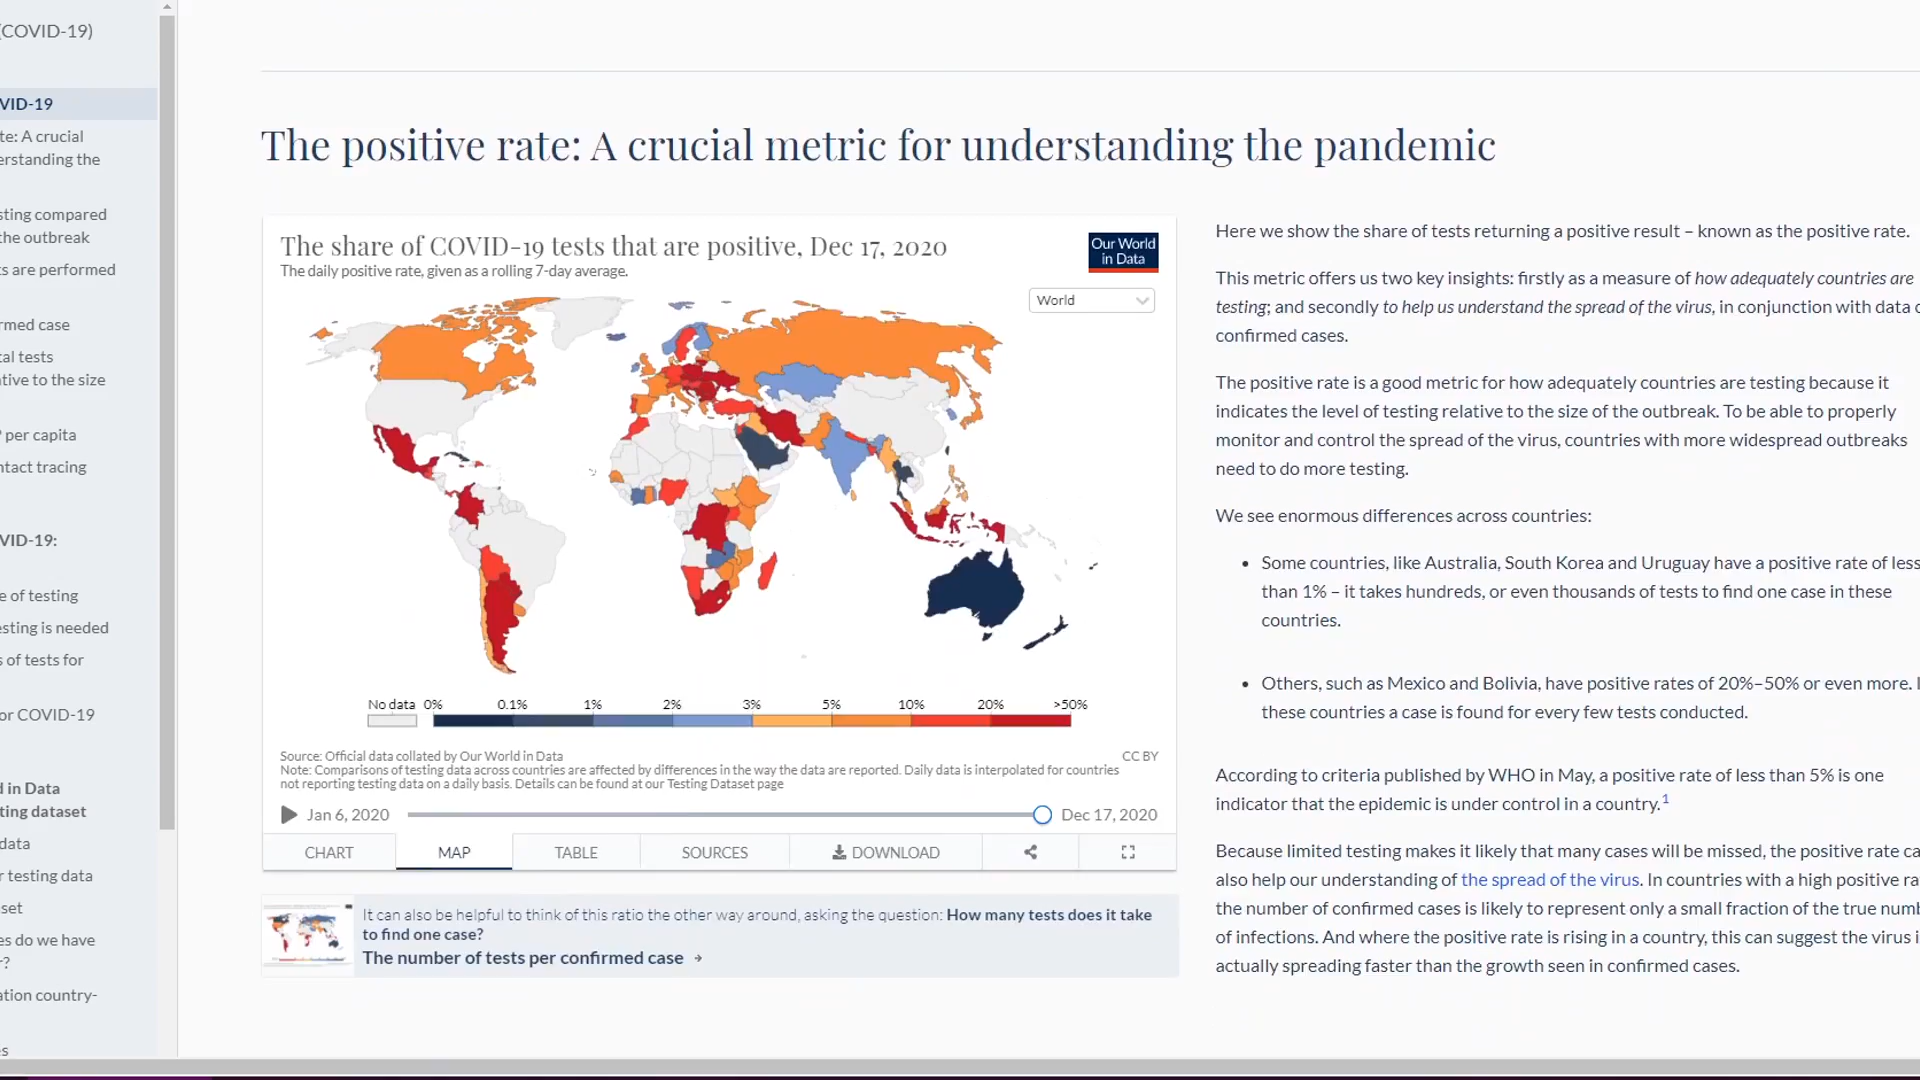 (COVID-19)
VID-19
te: A crucial
erstanding the
sting compared
the outbreak
ts are performed
rmed case
tal tests
ative to the size
P per capita
ntact tracing
VID-19:
e of testing
esting is needed
s of tests for
or COVID-19
d in Data
ting dataset
data
r testing data
set
es do we have
r?
ation country-
es
The positive rate: A crucial metric for understanding the pandemic
The share of COVID-19 tests that are positive, Dec 17, 2020
The daily positive rate, given as a rolling 7-day average.
Our World
in Data
World
No data 0% 0.1% 1% 2% 3% 5% 10% 20% >50%
Source: Official data collated by Our World in Data
CC BY
Note: Comparisons of testing data across countries are affected by differences in the way the data are reported. Daily data is interpolated for countries
not reporting testing data on a daily basis. Details can be found at our Testing Dataset page
Jan 6, 2020
Dec 17, 2020
CHART MAP TABLE SOURCES DOWNLOAD
It can also be helpful to think of this ratio the other way around, asking the question: How many tests does it take
to find one case?
The number of tests per confirmed case →
Here we show the share of tests returning a positive result – known as the positive rate.
This metric offers us two key insights: firstly as a measure of how adequately countries are
testing; and secondly to help us understand the spread of the virus, in conjunction with data o
confirmed cases.
The positive rate is a good metric for how adequately countries are testing because it
indicates the level of testing relative to the size of the outbreak. To be able to properly
monitor and control the spread of the virus, countries with more widespread outbreaks
need to do more testing.
We see enormous differences across countries:
• Some countries, like Australia, South Korea and Uruguay have a positive rate of less
than 1% – it takes hundreds, or even thousands of tests to find one case in these
countries.
• Others, such as Mexico and Bolivia, have positive rates of 20%–50% or even more. I
these countries a case is found for every few tests conducted.
According to criteria published by WHO in May, a positive rate of less than 5% is one
indicator that the epidemic is under control in a country.1
Because limited testing makes it likely that many cases will be missed, the positive rate ca
also help our understanding of the spread of the virus. In countries with a high positive ra
the number of confirmed cases is likely to represent only a small fraction of the true numb
of infections. And where the positive rate is rising in a country, this can suggest the virus i
actually spreading faster than the growth seen in confirmed cases.